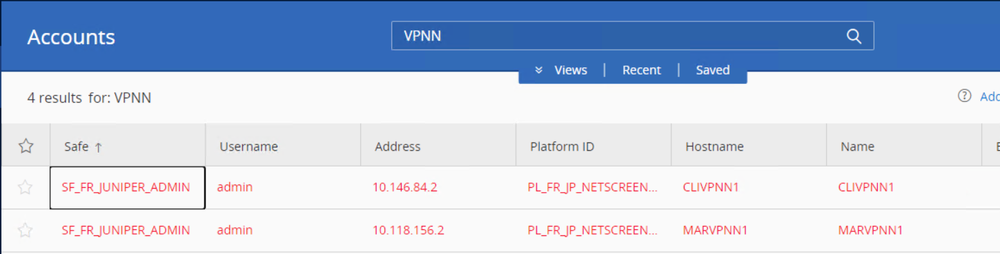 Accounts
VPNN
Views | Recent | Saved
4 results for: VPNN
Safe ↑ Username Address Platform ID Hostname Name
SF_FR_JUNIPER_ADMIN admin 10.146.84.2 PL_FR_JP_NETSCREEN... CLIVPNN1 CLIVPNN1
SF_FR_JUNIPER_ADMIN admin 10.118.156.2 PL_FR_JP_NETSCREEN... MARVPNN1 MARVPNN1